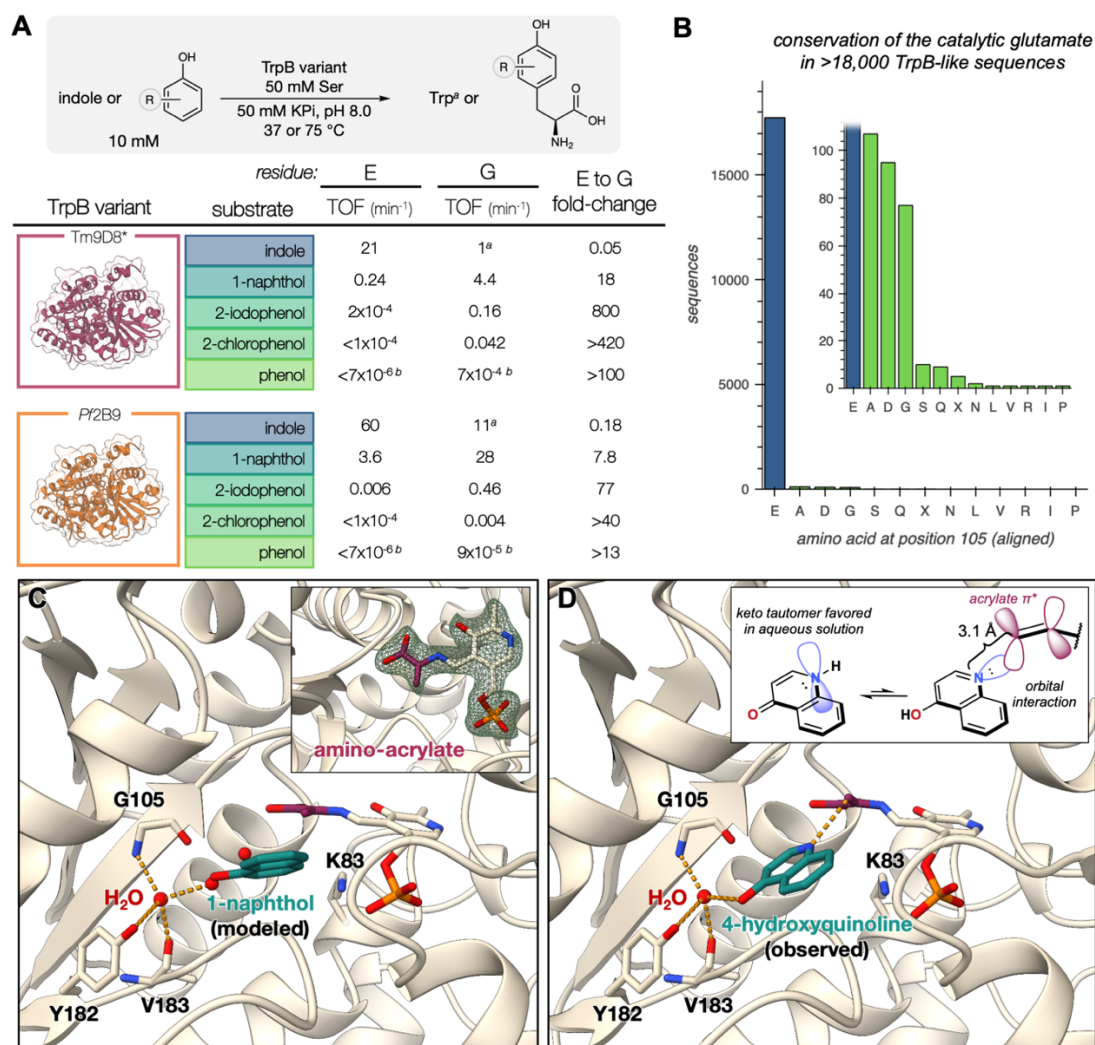 A
indole or
R
OH
10 mM
TrpB variant
50 mM Ser
50 mM KPi, pH 8.0
37 or 75 °C
Trpᵃ or
OH
R
O
OH
NH₂
residue: E G E to G
fold-change
TrpB variant substrate TOF (min⁻¹) TOF (min⁻¹)
Tm9D8*
indole 21 1ᵃ 0.05
1-naphthol 0.24 4.4 18
2-iodophenol 2x10⁻⁴ 0.16 800
2-chlorophenol <1x10⁻⁴ 0.042 >420
phenol <7x10⁻⁶ ᵇ 7x10⁻⁴ ᵇ >100
Pf2B9
indole 60 11ᵃ 0.18
1-naphthol 3.6 28 7.8
2-iodophenol 0.006 0.46 77
2-chlorophenol <1x10⁻⁴ 0.004 >40
phenol <7x10⁻⁶ ᵇ 9x10⁻⁵ ᵇ >13
B
conservation of the catalytic glutamate
in >18,000 TrpB-like sequences
sequences
15000
10000
5000
0
100
80
60
40
20
0
E A D G S Q X N L V R I P
E A D G S Q X N L V R I P
amino acid at position 105 (aligned)
C
amino-acrylate
G105
H₂O
K83
1-naphthol
(modeled)
Y182
V183
D
keto tautomer favored
in aqueous solution
acrylate π*
3.1 Å
N
H
O
N
HO
orbital
interaction
G105
H₂O
K83
4-hydroxyquinoline
(observed)
Y182
V183